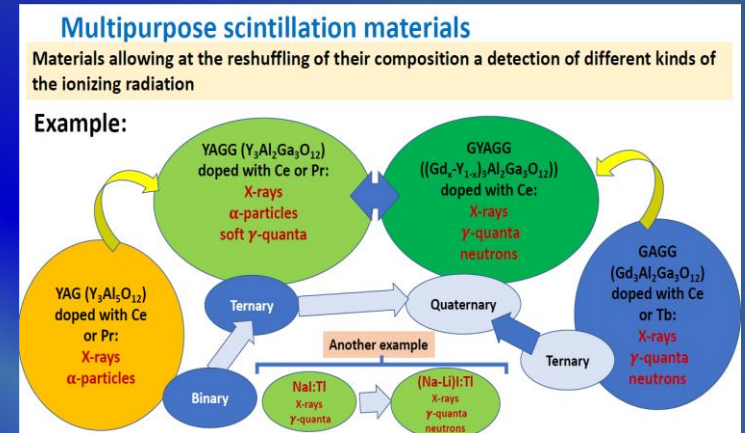 Multipurpose scintillation materials
Materials allowing at the reshuffling of their composition a detection of different kinds of
the ionizing radiation
Example:
YAGG (Y₃Al₂Ga₃O₁₂)
doped with Ce or Pr:
X-rays
α-particles
soft γ-quanta
GYAGG
((Gdₓ-Y₁₋ₓ)₃Al₂Ga₃O₁₂))
doped with Ce:
X-rays
γ-quanta
neutrons
YAG (Y₃Al₅O₁₂)
doped with Ce
or Pr:
X-rays
α-particles
GAGG
(Gd₃Al₂Ga₃O₁₂)
doped with Ce
or Tb:
X-rays
γ-quanta
neutrons
Ternary
Quaternary
Another example
Ternary
Binary
NaI:Tl
X-rays
γ-quanta
(Na-Li)I:Tl
X-rays
γ-quanta
neutrons